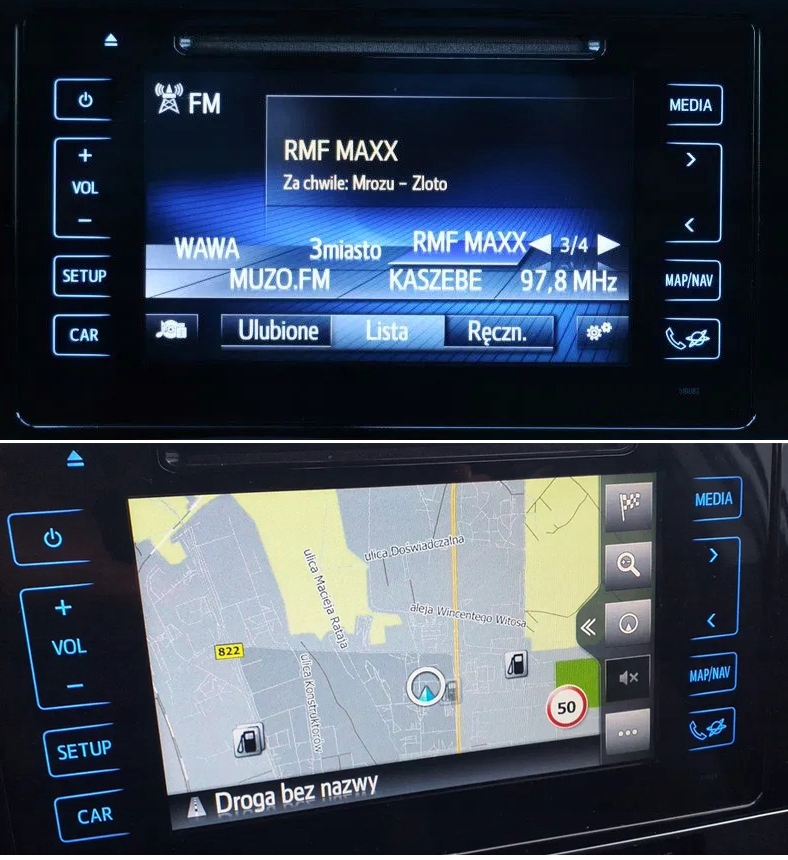 FM
RMF MAXX
Za chwile: Mrozu - Zloto
WAWA 3miasto RMF MAXX 3/4
MUZO.FM KASZEBE 97,8 MHz
Ulubione Lista Ręczn.
+
VOL
-
SETUP
CAR
MEDIA
MAP/NAV
MEDIA
MAP/NAV
+
VOL
-
SETUP
CAR
ulica Doświadczalna
ulica Macieja Rataja
aleja Wincentego Witosa
822
ulica Konstruktorów
50
Droga bez nazwy